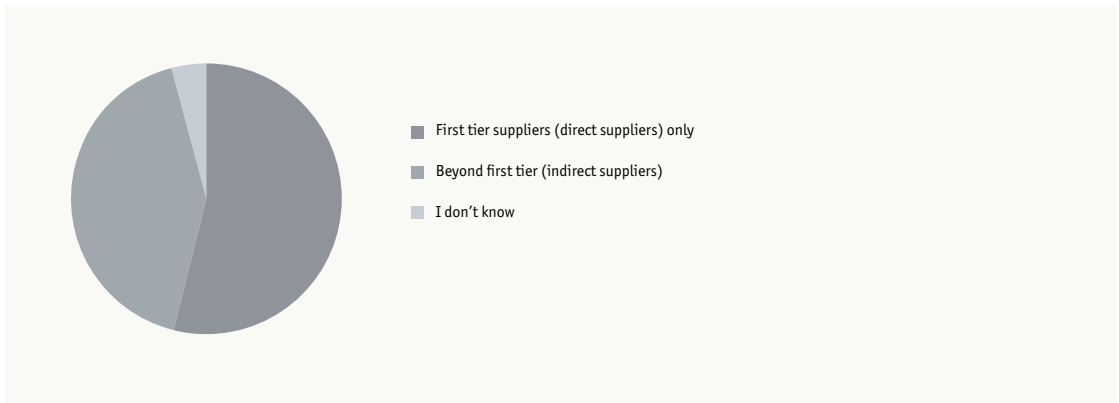 First tier suppliers (direct suppliers) only
Beyond first tier (indirect suppliers)
I don’t know